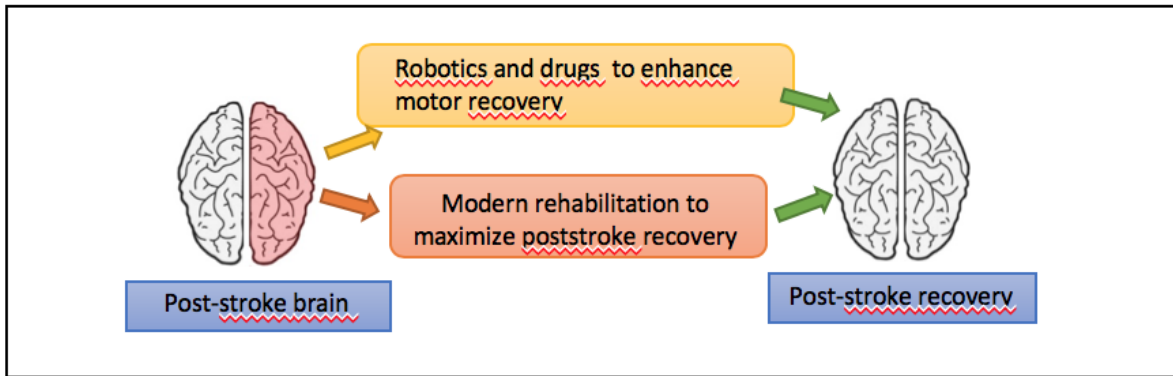 Robotics and drugs to enhance
motor recovery
Modern rehabilitation to
maximize poststroke recovery
Post-stroke brain
Post-stroke recovery